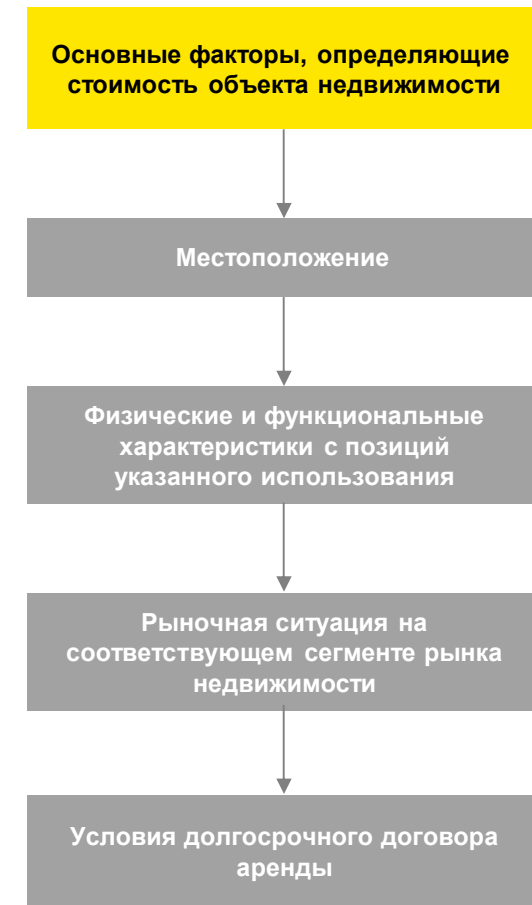 Основные факторы, определяющие
стоимость объекта недвижимости
Местоположение
Физические и функциональные
характеристики с позиций
указанного использования
Рыночная ситуация на
соответствующем сегменте рынка
недвижимости
Условия долгосрочного договора
аренды